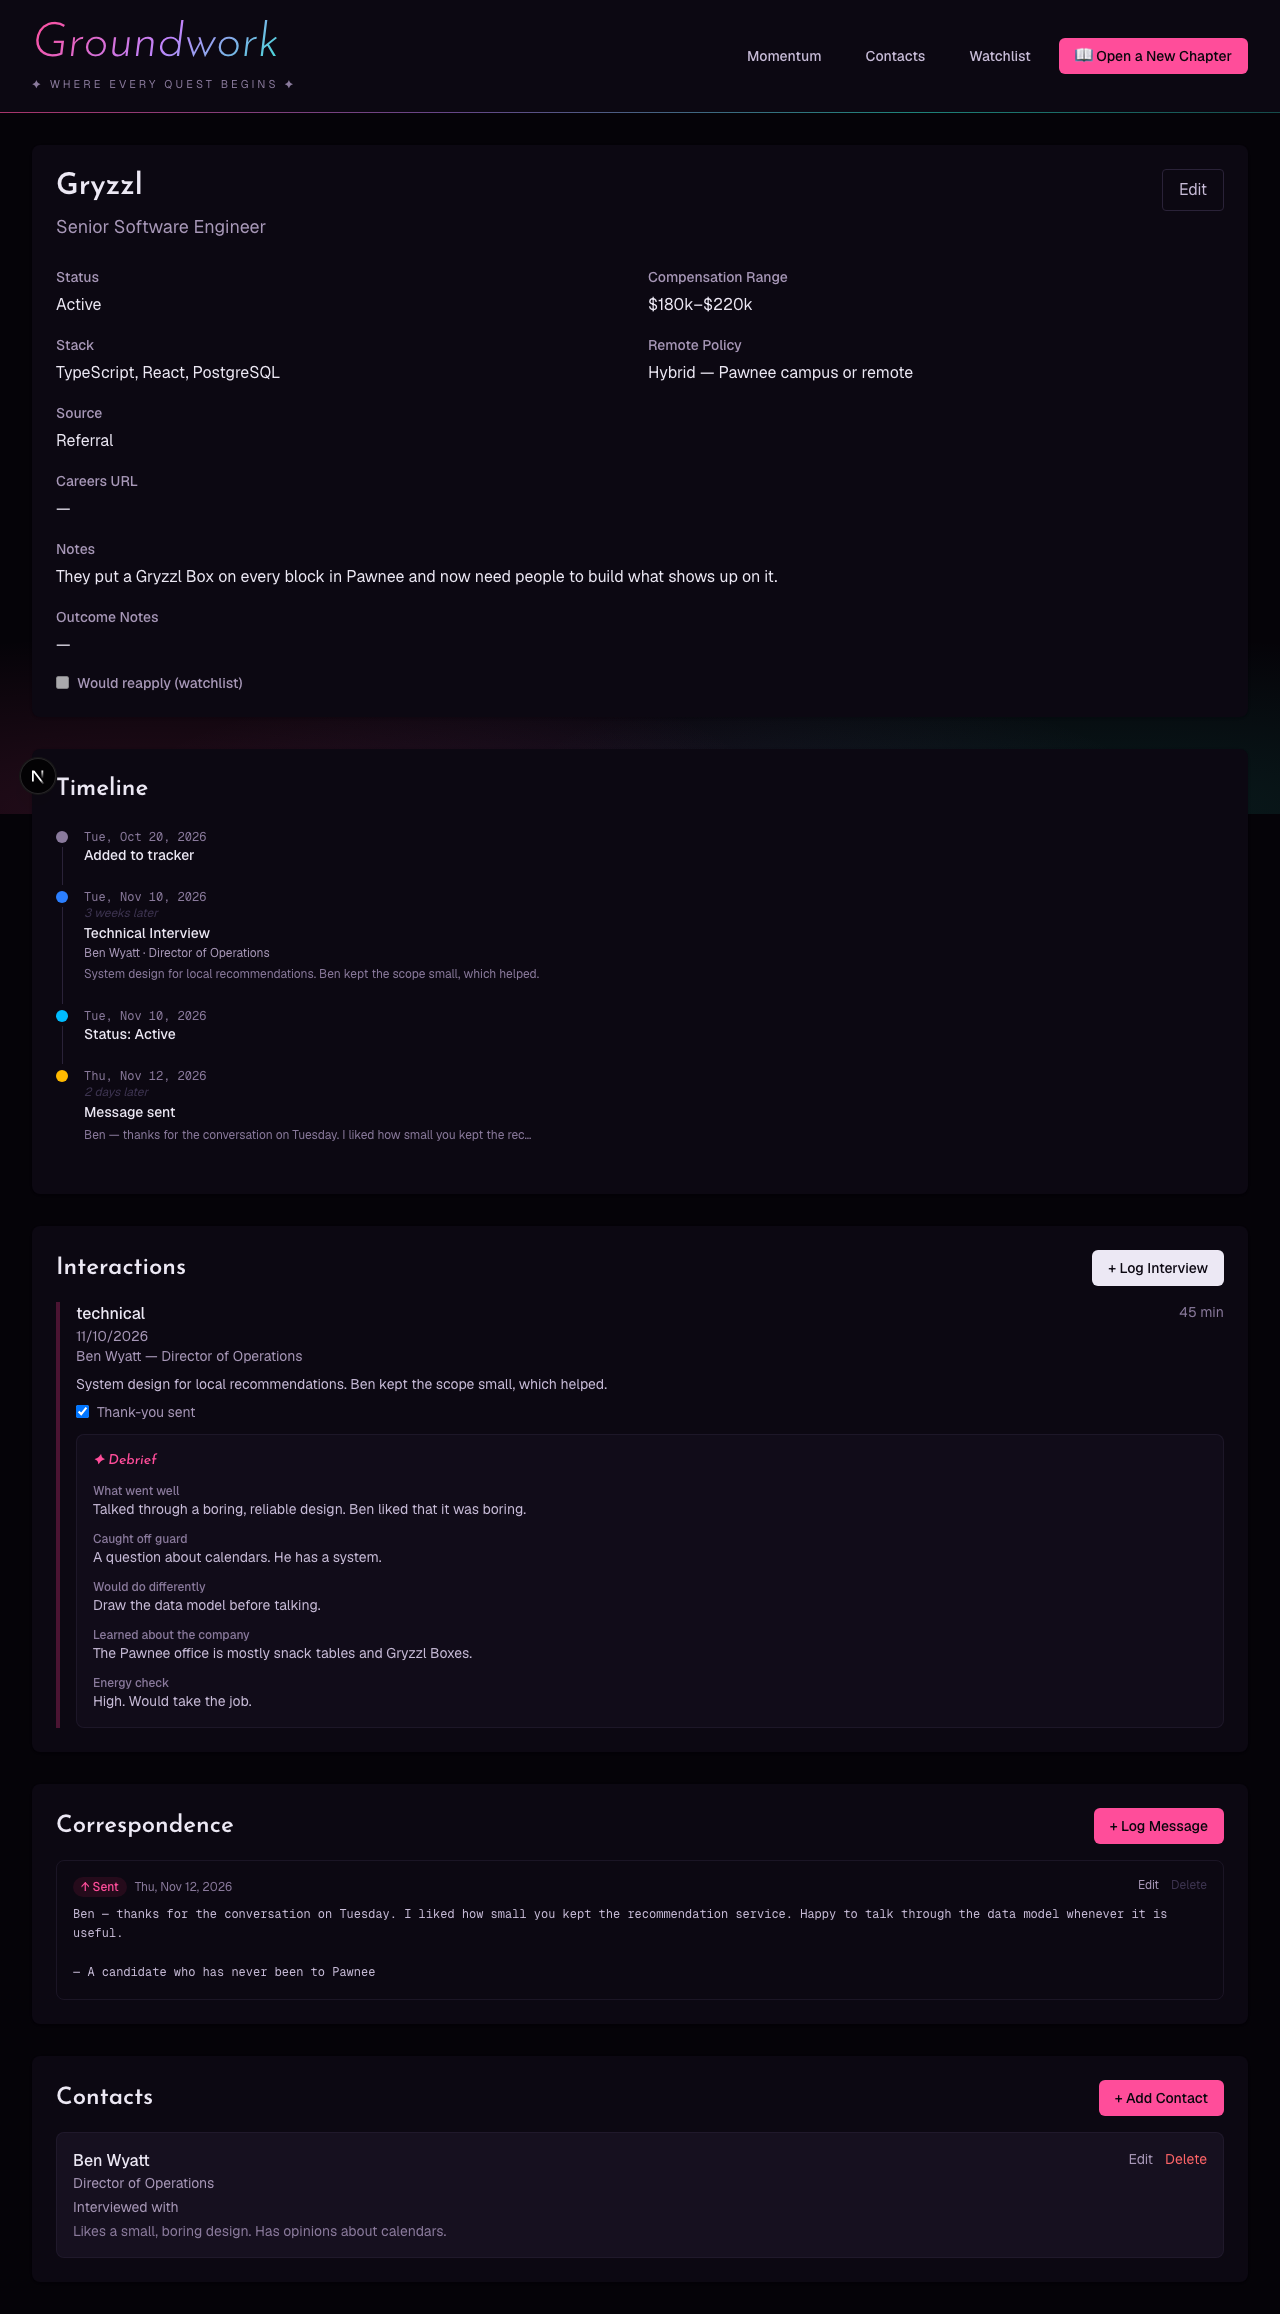 Groundwork
✦ WHERE EVERY QUEST BEGINS ✦
Momentum
Contacts
Watchlist
📖 Open a New Chapter
Gryzzl
Edit
Senior Software Engineer
Status
Active
Compensation Range
$180k–$220k
Stack
TypeScript, React, PostgreSQL
Remote Policy
Hybrid — Pawnee campus or remote
Source
Referral
Careers URL
—
Notes
They put a Gryzzl Box on every block in Pawnee and now need people to build what shows up on it.
Outcome Notes
—
Would reapply (watchlist)
N
Timeline
Tue, Oct 20, 2026
Added to tracker
Tue, Nov 10, 2026
3 weeks later
Technical Interview
Ben Wyatt · Director of Operations
System design for local recommendations. Ben kept the scope small, which helped.
Tue, Nov 10, 2026
Status: Active
Thu, Nov 12, 2026
2 days later
Message sent
Ben — thanks for the conversation on Tuesday. I liked how small you kept the rec...
Interactions
+ Log Interview
technical
45 min
11/10/2026
Ben Wyatt — Director of Operations
System design for local recommendations. Ben kept the scope small, which helped.
Thank-you sent
✦ Debrief
What went well
Talked through a boring, reliable design. Ben liked that it was boring.
Caught off guard
A question about calendars. He has a system.
Would do differently
Draw the data model before talking.
Learned about the company
The Pawnee office is mostly snack tables and Gryzzl Boxes.
Energy check
High. Would take the job.
Correspondence
+ Log Message
↑ Sent
Thu, Nov 12, 2026
Edit
Delete
Ben — thanks for the conversation on Tuesday. I liked how small you kept the recommendation service. Happy to talk through the data model whenever it is
useful.
— A candidate who has never been to Pawnee
Contacts
+ Add Contact
Ben Wyatt
Edit
Delete
Director of Operations
Interviewed with
Likes a small, boring design. Has opinions about calendars.